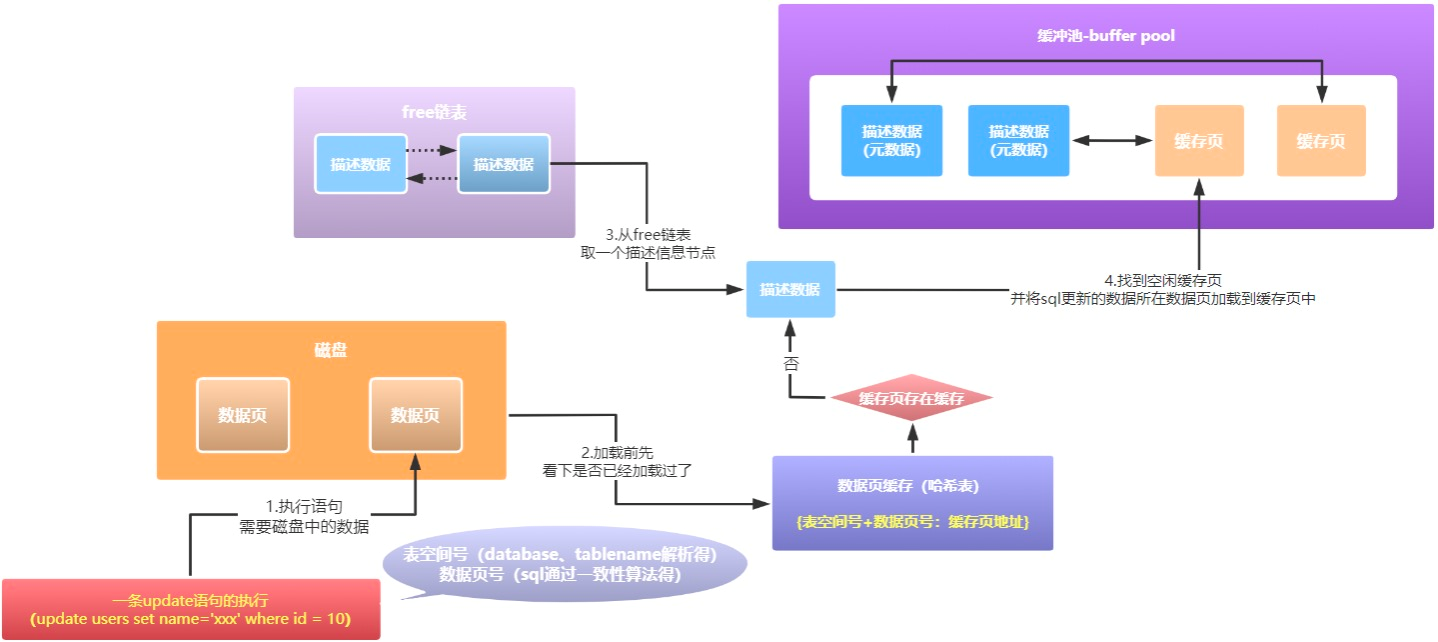 缓冲池-buffer pool
描述数据
(元数据)
描述数据
(元数据)
缓存页
缓存页
free链表
描述数据
描述数据
3.从free链表
取一个描述信息节点
描述数据
4.找到空闲缓存页
并将sql更新的数据所在数据页加载到缓存页中
磁盘
数据页
数据页
否
缓存页存在缓存
2.加载前先
看下是否已经加载过了
数据页缓存（哈希表）
{表空间号+数据页号：缓存页地址}
1.执行语句
需要磁盘中的数据
表空间号（database、tablename解析得）
数据页号（sql通过一致性算法得）
一条update语句的执行
(update users set name='xxx' where id = 10)